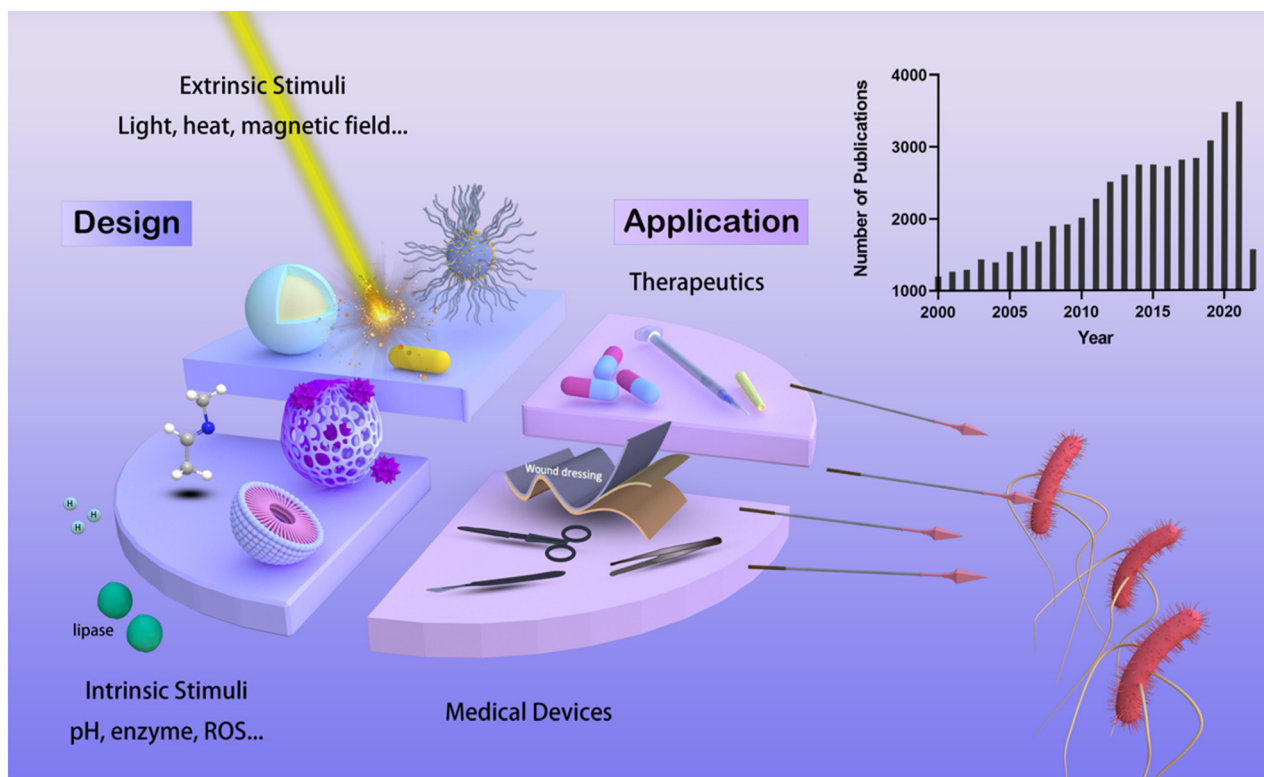 Extrinsic Stimuli
Light, heat, magnetic field...
Design
Application
Therapeutics
Wound dressing
H
H
H
lipase
Intrinsic Stimuli
pH, enzyme, ROS...
Medical Devices
Number of Publications
4000
3000
2000
1000
2000
2005
2010
2015
2020
Year